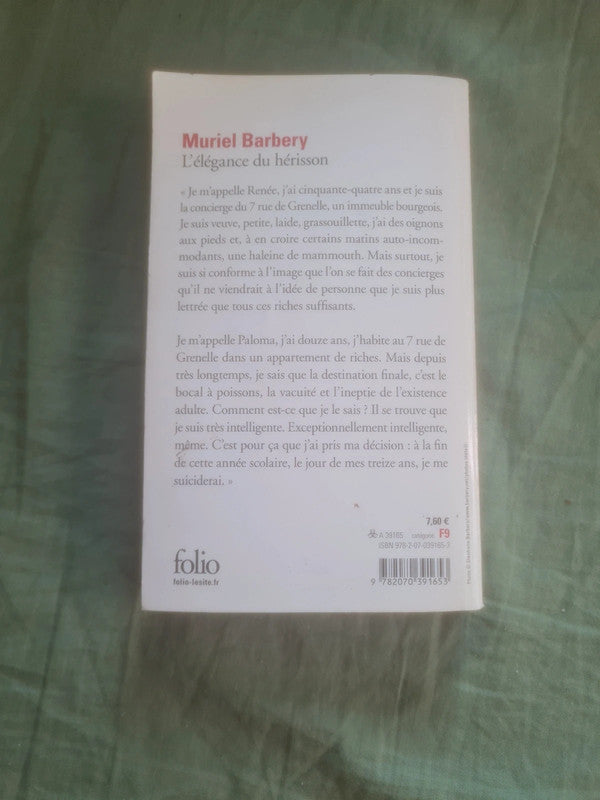 Muriel Barbery
L'élégance du hérisson
« Je m'appelle Renée, j'ai cinquante-quatre ans et je suis
la concierge du 7 rue de Grenelle, un immeuble bourgeois.
Je suis veuve, petite, laide, grassouillette, j'ai des oignons
aux pieds et, à en croire certains matins auto-incom-
modants, une haleine de mammouth. Mais surtout, je
suis si conforme à l'image que l'on se fait des concierges
qu'il ne viendrait à l'idée de personne que je suis plus
lettrée que tous ces riches suffisants.
Je m'appelle Paloma, j'ai douze ans, j'habite au 7 rue de
Grenelle dans un appartement de riches. Mais depuis
très longtemps, je sais que la destination finale, c'est le
bocal à poissons, la vacuité et l'ineptie de l'existence
adulte. Comment est-ce que je le sais ? Il se trouve que
je suis très intelligente. Exceptionnellement intelligente,
même. C'est pour ça que j'ai pris ma décision : à la fin
de cette année scolaire, le jour de mes treize ans, je me
suiciderai. »
7,60 €
A 39165 catégorie F9
ISBN 978-2-07-039165-3
folio
folio-lesite.fr
9 782070 391653